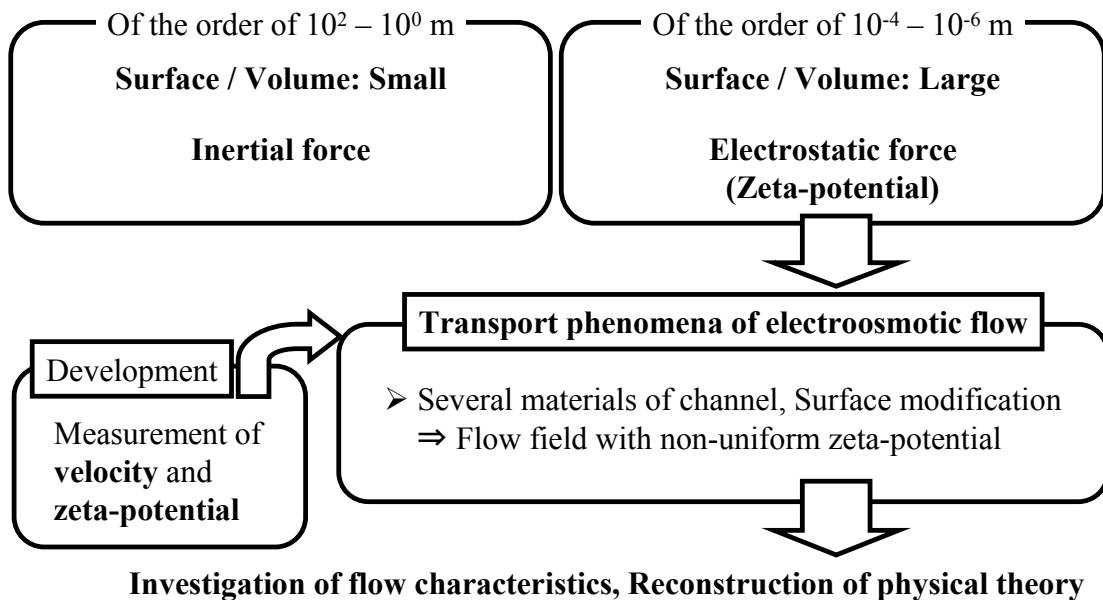 Of the order of 10² – 10⁰ m
Surface / Volume: Small
Inertial force
Of the order of 10⁻⁴ – 10⁻⁶ m
Surface / Volume: Large
Electrostatic force
(Zeta-potential)
Transport phenomena of electroosmotic flow
➢ Several materials of channel, Surface modification
⇒ Flow field with non-uniform zeta-potential
Development
Measurement of
velocity and
zeta-potential
Investigation of flow characteristics, Reconstruction of physical theory